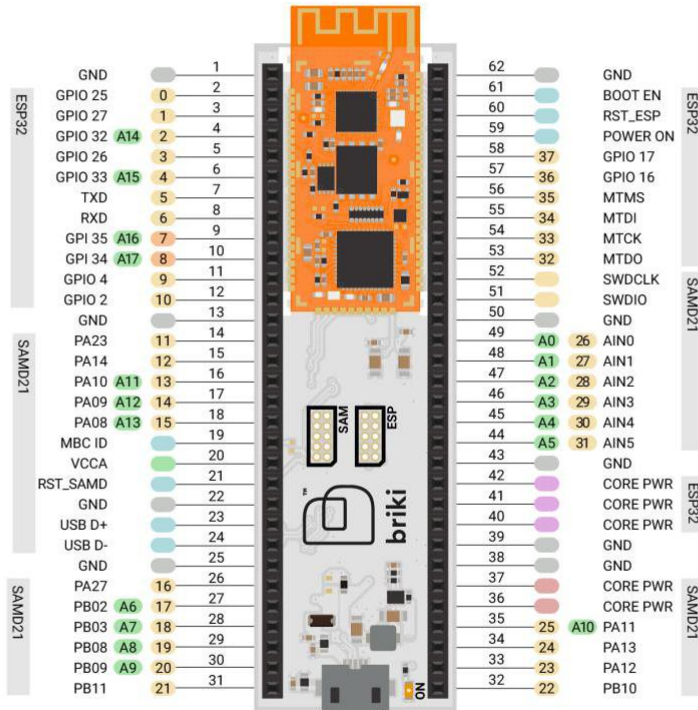 1 62
GND GND
GPIO 25 0 2 61 BOOT EN
GPIO 27 1 3 60 RST_ESP
GPIO 32 A14 2 4 59 POWER ON
GPIO 26 3 5 58 37 GPIO 17
GPIO 33 A15 4 6 57 36 GPIO 16
TXD 5 7 56 35 MTMS
RXD 6 8 55 34 MTDI
GPI 35 A16 7 9 54 33 MTCK
GPI 34 A17 8 10 53 32 MTDO
GPIO 4 9 11 52 SWDCLK
GPIO 2 10 12 51 SWDIO
GND 13 50 GND
PA23 11 14 49 A0 26 AIN0
PA14 12 15 48 A1 27 AIN1
PA10 A11 13 16 47 A2 28 AIN2
PA09 A12 14 17 46 A3 29 AIN3
PA08 A13 15 18 45 A4 30 AIN4
MBC ID 19 44 A5 31 AIN5
VCCA 20 43 GND
RST_SAMD 21 42 CORE PWR
GND 22 41 CORE PWR
USB D+ 23 40 CORE PWR
USB D- 24 39 GND
GND 25 38 GND
PA27 16 26 37 CORE PWR
PB02 A6 17 27 36 CORE PWR
PB03 A7 18 28 35 25 A10 PA11
PB08 A8 19 29 34 24 PA13
PB09 A9 20 30 33 23 PA12
PB11 21 31 32 22 PB10
ESP32
SAMD21
SAMD21
ESP32
SAMD21
ESP32
SAMD21
SAM
ESP
briki
™
ON